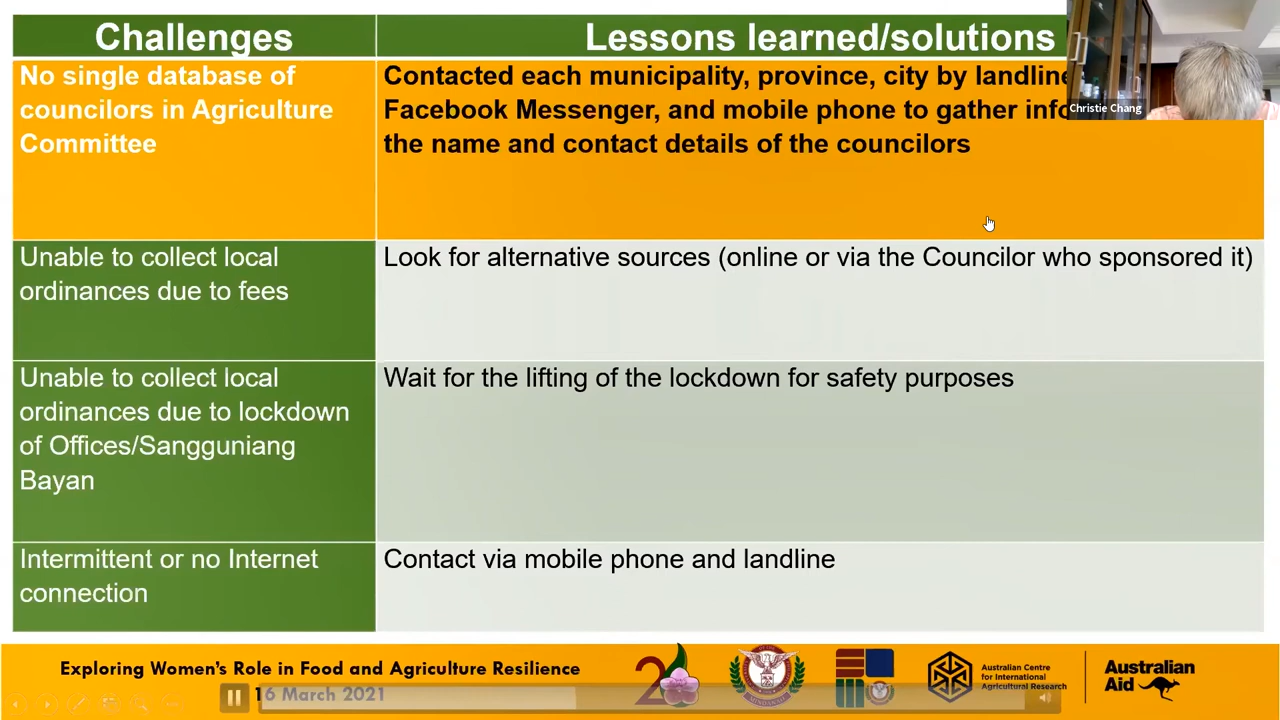 Challenges
Lessons learned/solutions
No single database of
councilors in Agriculture
Committee
Contacted each municipality, province, city by landline
Facebook Messenger, and mobile phone to gather info
the name and contact details of the councilors
Christie Chang
Unable to collect local
ordinances due to fees
Look for alternative sources (online or via the Councilor who sponsored it)
Unable to collect local
ordinances due to lockdown
of Offices/Sangguniang
Bayan
Wait for the lifting of the lockdown for safety purposes
Intermittent or no Internet
connection
Contact via mobile phone and landline
Exploring Women's Role in Food and Agriculture Resilience
16 March 2021
Australian Centre
for International
Agricultural Research
Australian
Aid